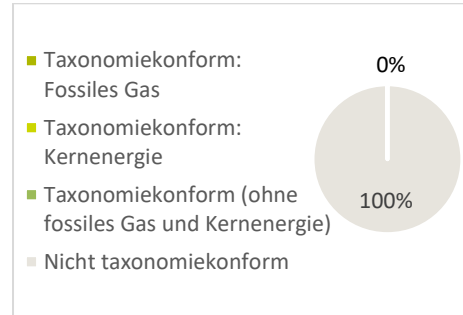 Taxonomiekonform:
Fossiles Gas
Taxonomiekonform:
Kernenergie
Taxonomiekonform (ohne
fossiles Gas und Kernenergie)
Nicht taxonomiekonform
0%
100%